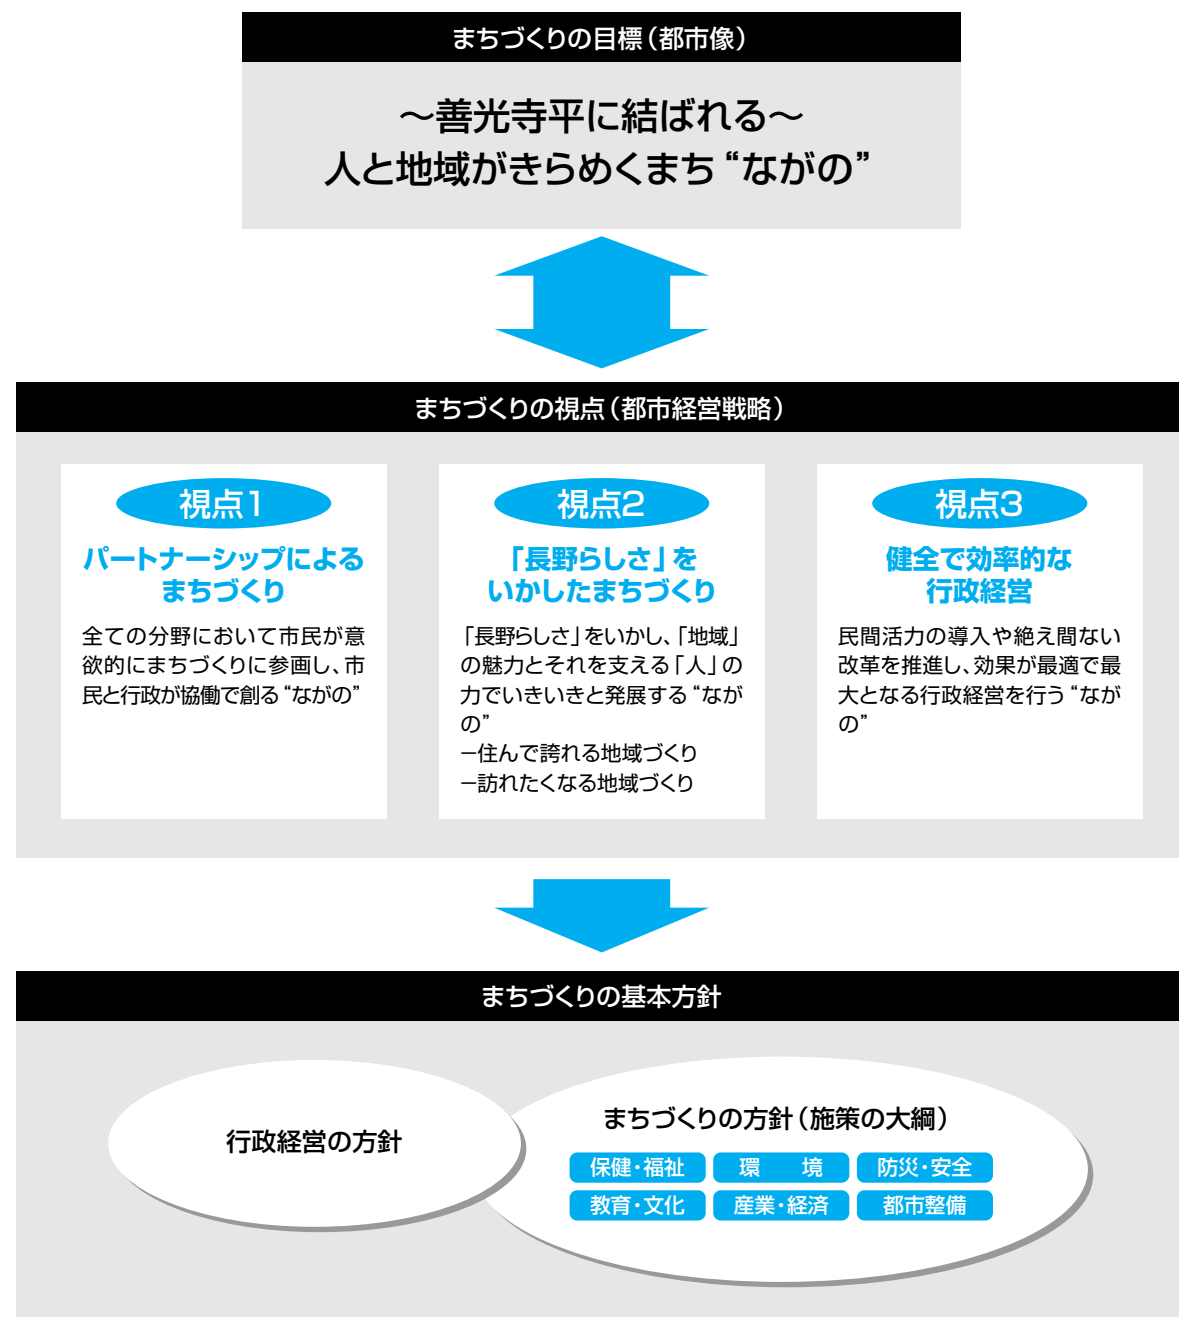 まちづくりの目標（都市像）
～善光寺平に結ばれる～
人と地域がきらめくまち“ながの”
まちづくりの視点（都市経営戦略）
視点1
パートナーシップによる
まちづくり
全ての分野において市民が意
欲的にまちづくりに参画し、市
民と行政が協働で創る“ながの”
視点2
「長野らしさ」を
いかしたまちづくり
「長野らしさ」をいかし、「地域」
の魅力とそれを支える「人」の
力でいきいきと発展する“なが
の”
－住んで誇れる地域づくり
－訪れたくなる地域づくり
視点3
健全で効率的な
行政経営
民間活力の導入や絶え間ない
改革を推進し、効果が最適で最
大となる行政経営を行う“なが
の”
まちづくりの基本方針
行政経営の方針
まちづくりの方針（施策の大綱）
保健・福祉 環　境 防災・安全
教育・文化 産業・経済 都市整備